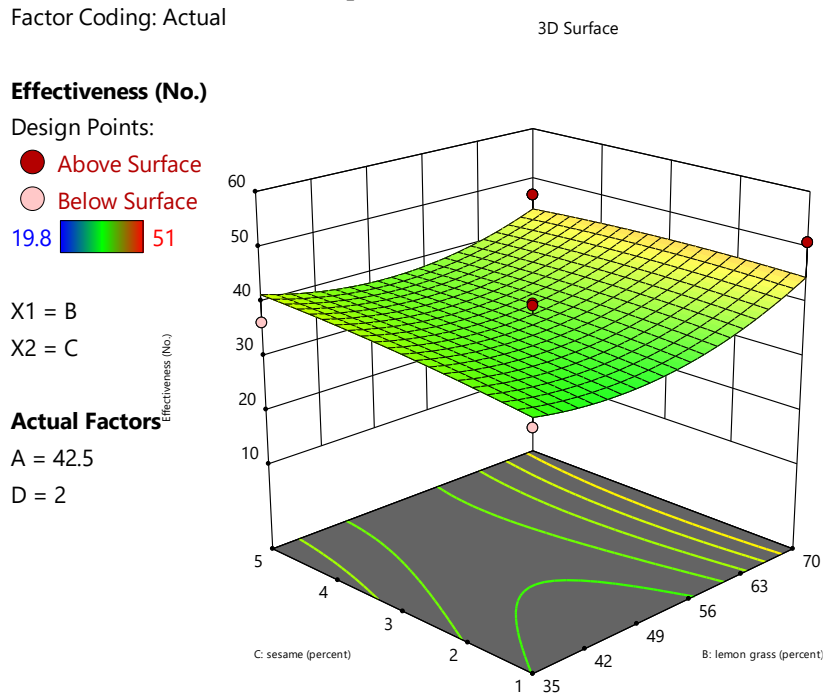 Factor Coding: Actual
3D Surface
Effectiveness (No.)
Design Points:
Above Surface
Below Surface
19.8 51
X1 = B
X2 = C
Actual Factors
A = 42.5
D = 2
Effectiveness (No.)
60
50
40
30
20
10
5
4
3
2
1
35
42
49
56
63
70
C: sesame (percent)
B: lemon grass (percent)